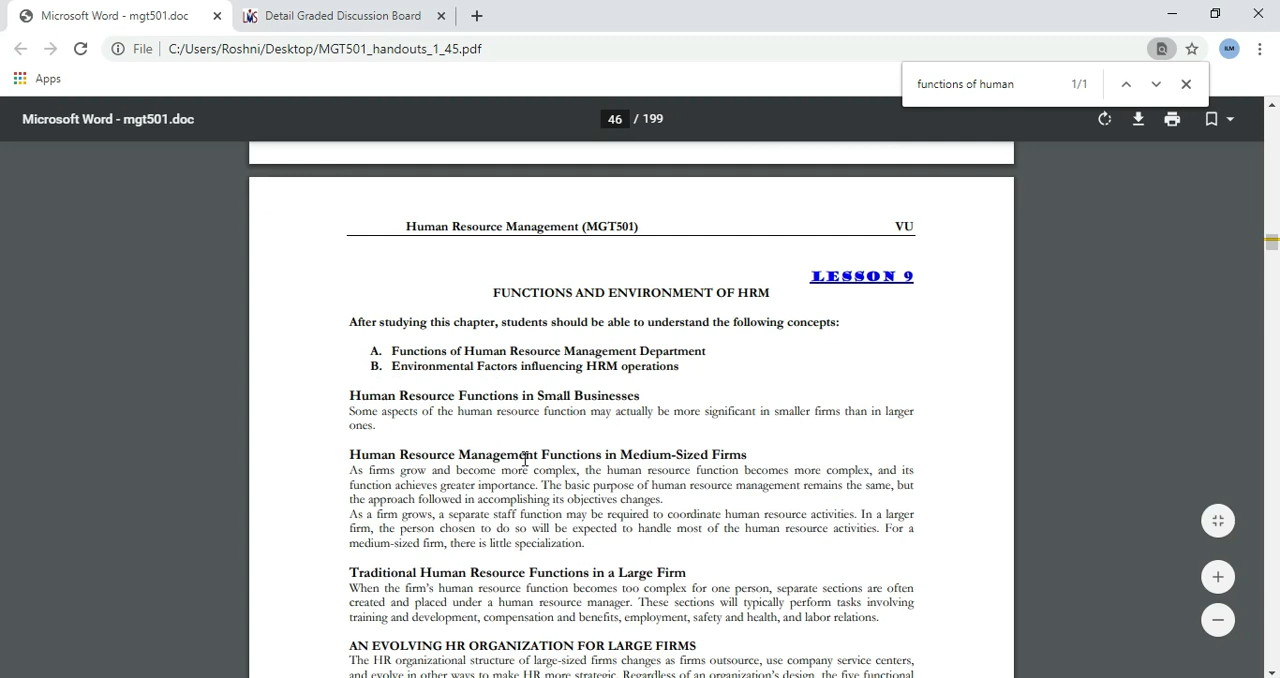 Microsoft Word - mgt501.doc
Detail Graded Discussion Board
File
C:/Users/Roshni/Desktop/MGT501_handouts_1_45.pdf
Apps
functions of human
1/1
Microsoft Word - mgt501.doc
46 / 199
Human Resource Management (MGT501) VU
LESSON 9
FUNCTIONS AND ENVIRONMENT OF HRM
After studying this chapter, students should be able to understand the following concepts:
A. Functions of Human Resource Management Department
B. Environmental Factors influencing HRM operations
Human Resource Functions in Small Businesses
Some aspects of the human resource function may actually be more significant in smaller firms than in larger
ones.
Human Resource Management Functions in Medium-Sized Firms
As firms grow and become more complex, the human resource function becomes more complex, and its
function achieves greater importance. The basic purpose of human resource management remains the same, but
the approach followed in accomplishing its objectives changes.
As a firm grows, a separate staff function may be required to coordinate human resource activities. In a larger
firm, the person chosen to do so will be expected to handle most of the human resource activities. For a
medium-sized firm, there is little specialization.
Traditional Human Resource Functions in a Large Firm
When the firm's human resource function becomes too complex for one person, separate sections are often
created and placed under a human resource manager. These sections will typically perform tasks involving
training and development, compensation and benefits, employment, safety and health, and labor relations.
AN EVOLVING HR ORGANIZATION FOR LARGE FIRMS
The HR organizational structure of large-sized firms changes as firms outsource, use company service centers,
and evolve in other ways to make HR more strategic. Regardless of an organization's design, the five functional